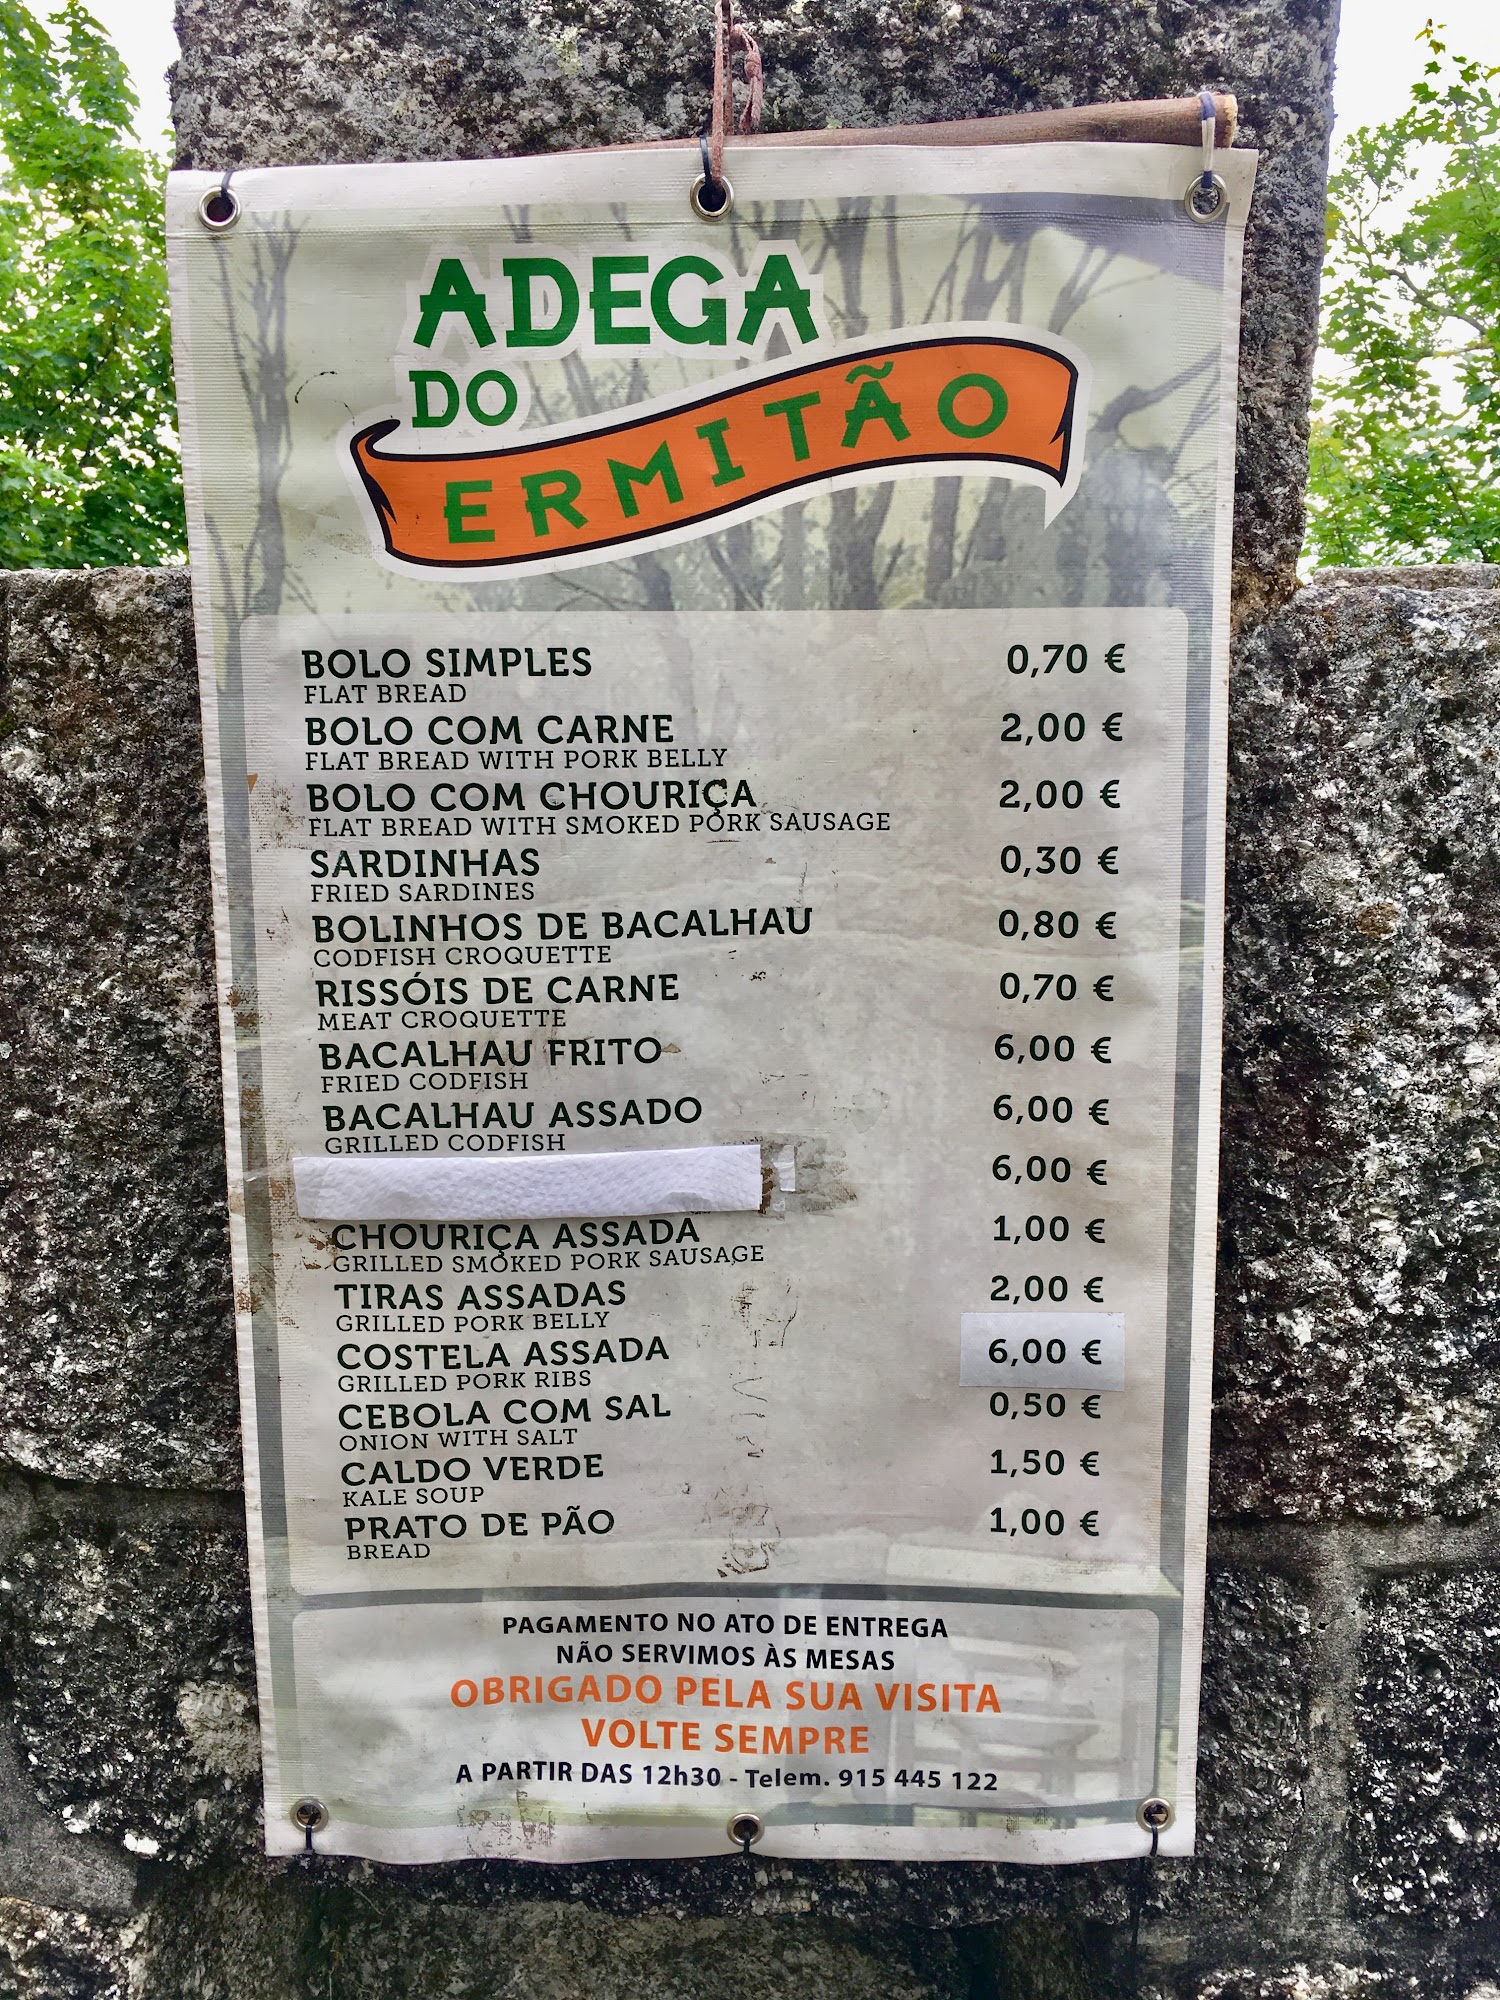 ADEGA
DO
ERMITÃO
BOLO SIMPLES 0,70 €
FLAT BREAD
BOLO COM CARNE 2,00 €
FLAT BREAD WITH PORK BELLY
BOLO COM CHOURIÇA 2,00 €
FLAT BREAD WITH SMOKED PORK SAUSAGE
SARDINHAS 0,30 €
FRIED SARDINES
BOLINHOS DE BACALHAU 0,80 €
CODFISH CROQUETTE
RISSÓIS DE CARNE 0,70 €
MEAT CROQUETTE
BACALHAU FRITO 6,00 €
FRIED CODFISH
BACALHAU ASSADO 6,00 €
GRILLED CODFISH
6,00 €
CHOURIÇA ASSADA 1,00 €
GRILLED SMOKED PORK SAUSAGE
TIRAS ASSADAS 2,00 €
GRILLED PORK BELLY
COSTELA ASSADA 6,00 €
GRILLED PORK RIBS
CEBOLA COM SAL 0,50 €
ONION WITH SALT
CALDO VERDE 1,50 €
KALE SOUP
PRATO DE PÃO 1,00 €
BREAD
PAGAMENTO NO ATO DE ENTREGA
NÃO SERVIMOS ÀS MESAS
OBRIGADO PELA SUA VISITA
VOLTE SEMPRE
A PARTIR DAS 12h30 - Telem. 915 445 122